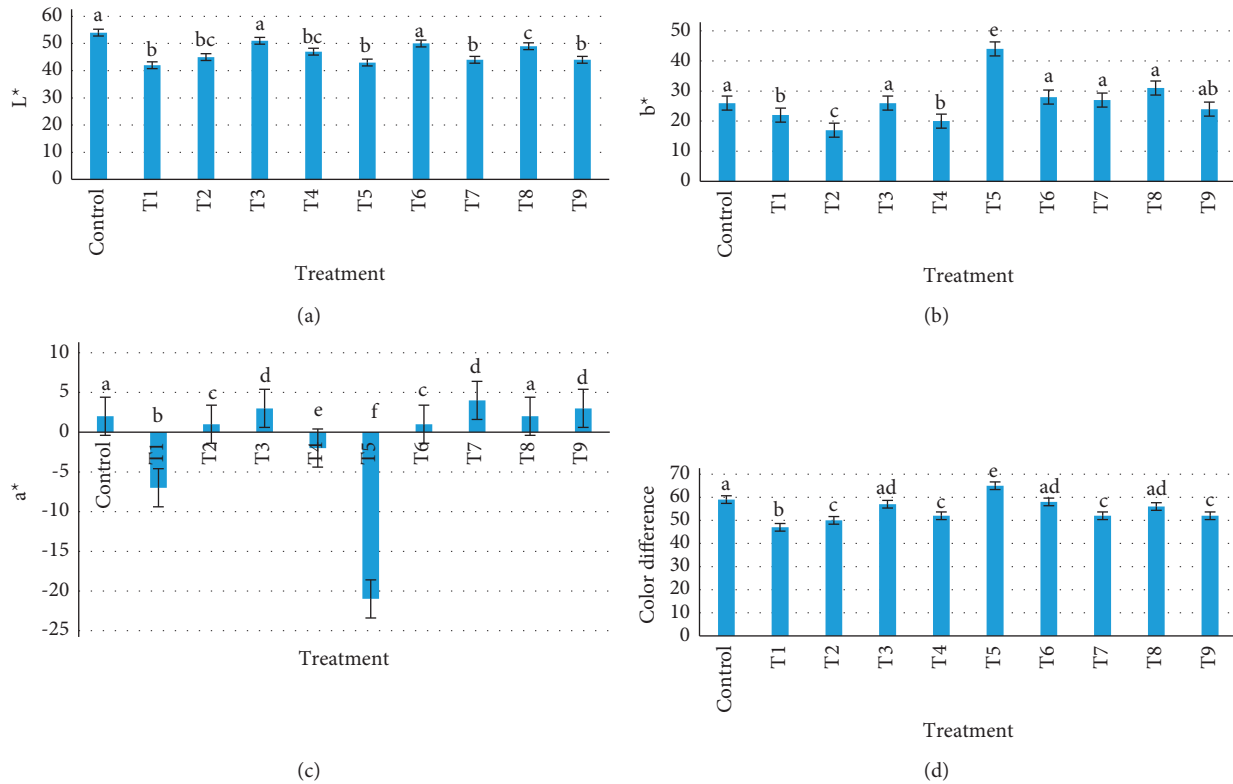 60
50
40
30
20
10
0
L*
a
b
bc
a
bc
b
a
b
c
b
Control
T1
T2
T3
T4
T5
T6
T7
T8
T9
Treatment
(a)
50
40
30
20
10
0
b*
a
b
c
a
b
e
a
a
a
ab
Control
T1
T2
T3
T4
T5
T6
T7
T8
T9
Treatment
(b)
10
5
0
-5
-10
-15
-20
-25
a*
a
b
c
d
e
f
c
d
a
d
Control
T1
T2
T3
T4
T5
T6
T7
T8
T9
Treatment
(c)
70
60
50
40
30
20
10
0
Color difference
a
b
c
ad
c
e
ad
c
ad
c
Control
T1
T2
T3
T4
T5
T6
T7
T8
T9
Treatment
(d)